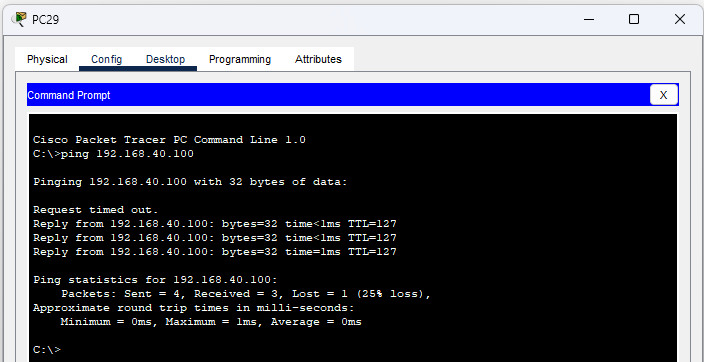 PC29
Physical Config Desktop Programming Attributes
Command Prompt X
Cisco Packet Tracer PC Command Line 1.0
C:\>ping 192.168.40.100
Pinging 192.168.40.100 with 32 bytes of data:
Request timed out.
Reply from 192.168.40.100: bytes=32 time<1ms TTL=127
Reply from 192.168.40.100: bytes=32 time<1ms TTL=127
Reply from 192.168.40.100: bytes=32 time=1ms TTL=127
Ping statistics for 192.168.40.100:
    Packets: Sent = 4, Received = 3, Lost = 1 (25% loss),
Approximate round trip times in milli-seconds:
    Minimum = 0ms, Maximum = 1ms, Average = 0ms
C:\>